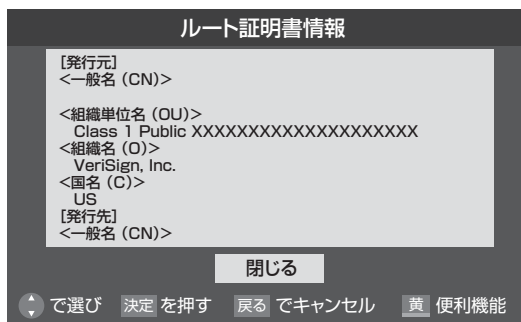 ルート証明書情報
[発行元]
<一般名 (CN)>
<組織単位名 (OU)>
Class 1 Public XXXXXXXXXXXXXXXXXXXX
<組織名 (O)>
VeriSign, Inc.
<国名 (C)>
US
[発行先]
<一般名 (CN)>
閉じる
で選び 決定 を押す 戻る でキャンセル 黄 便利機能